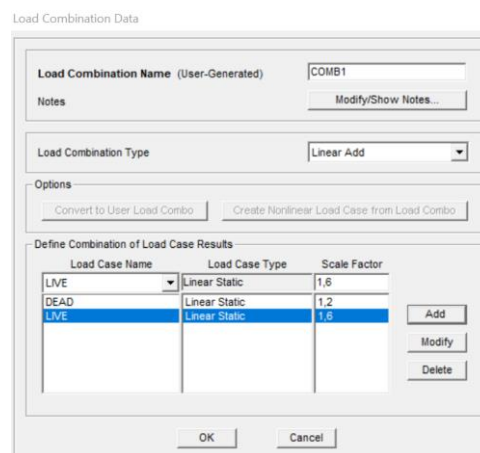 Load Combination Data
Load Combination Name (User-Generated) COMB1
Notes Modify/Show Notes...
Load Combination Type Linear Add
Options
Convert to User Load Combo Create Nonlinear Load Case from Load Combo
Define Combination of Load Case Results
Load Case Name Load Case Type Scale Factor
LIVE Linear Static 1,6
DEAD Linear Static 1,2
LIVE Linear Static 1,6
Add
Modify
Delete
OK Cancel